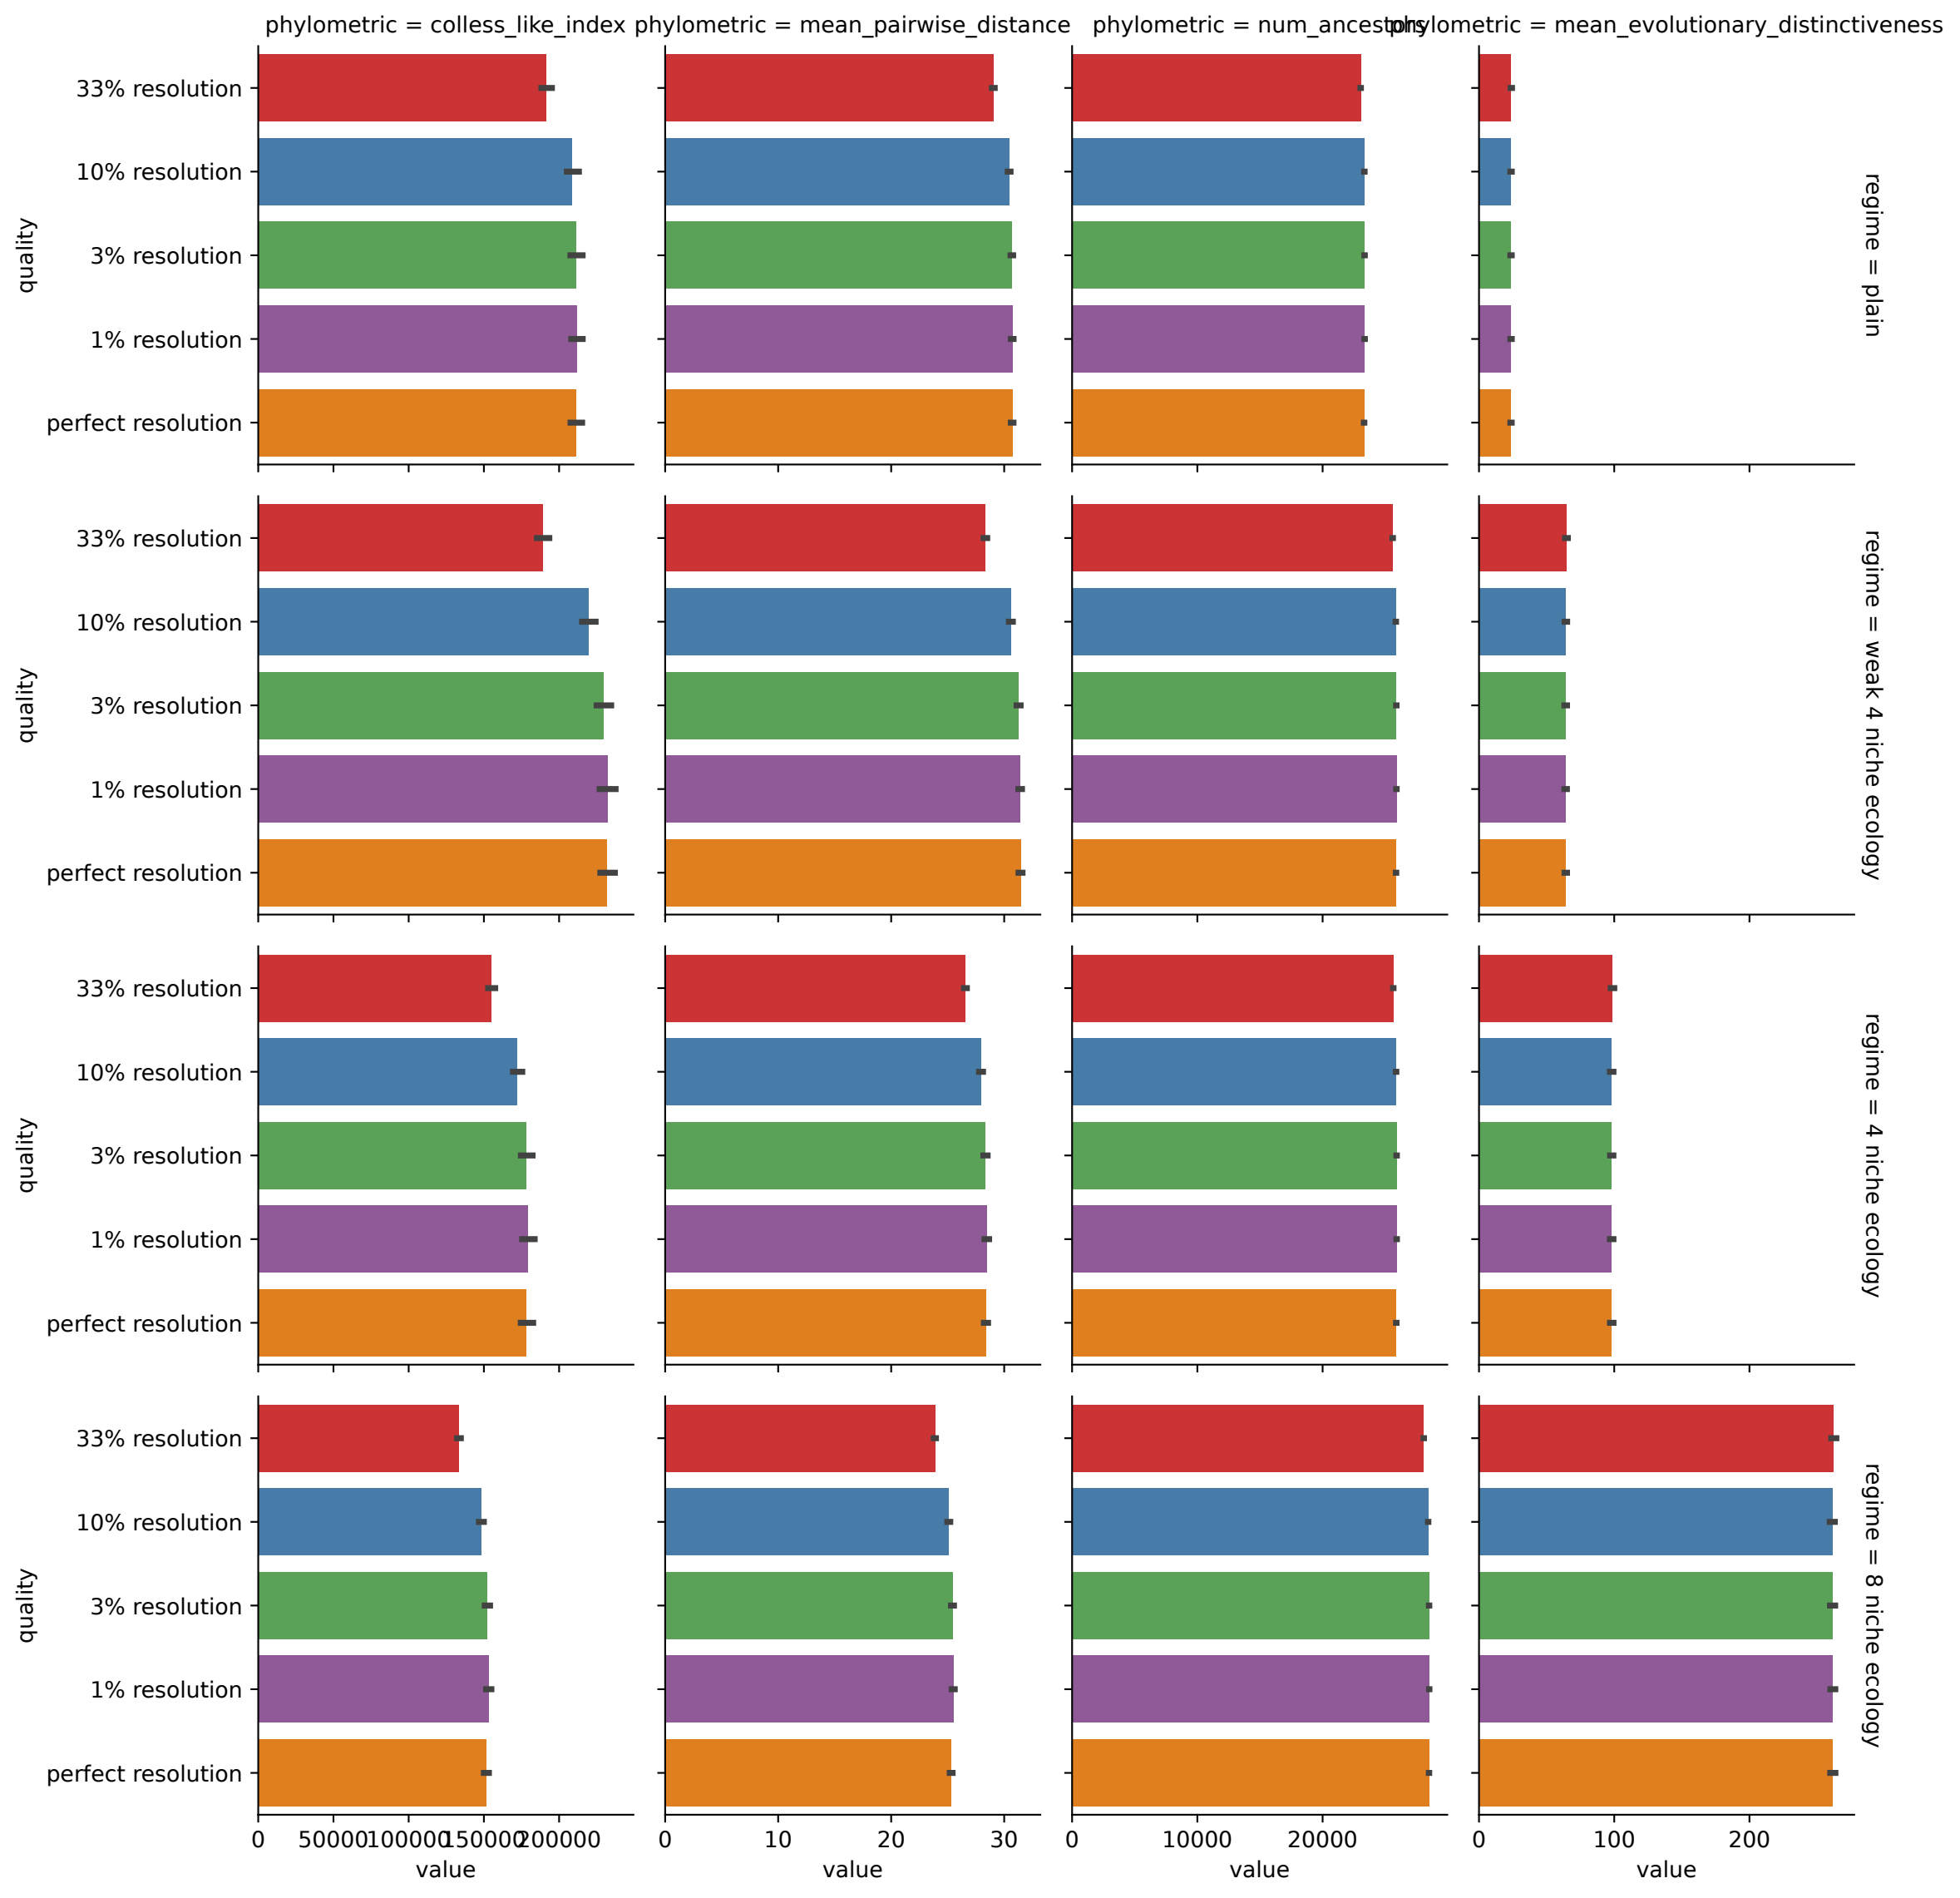 phylometric = colless_like_index
phylometric = mean_pairwise_distance
phylometric = num_ancestors
phylometric = mean_evolutionary_distinctiveness
quality
33% resolution
10% resolution
3% resolution
1% resolution
perfect resolution
regime = plain
quality
33% resolution
10% resolution
3% resolution
1% resolution
perfect resolution
regime = weak 4 niche ecology
quality
33% resolution
10% resolution
3% resolution
1% resolution
perfect resolution
regime = 4 niche ecology
quality
33% resolution
10% resolution
3% resolution
1% resolution
perfect resolution
regime = 8 niche ecology
0 50000 100000 150000 200000
0 10 20 30
0 10000 20000
0 100 200
value
value
value
value